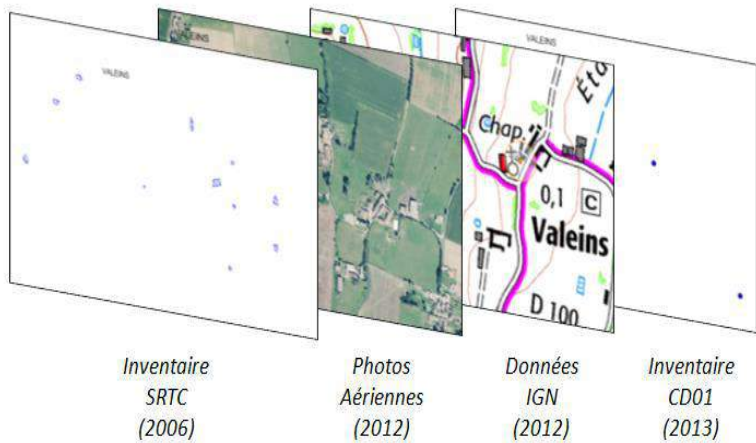 VALEINS
VALEINS
VALEINS
Chap.
Éta
0,1
C
Valeins
D 100
Inventaire
SRTC
(2006)
Photos
Aériennes
(2012)
Données
IGN
(2012)
Inventaire
CD01
(2013)